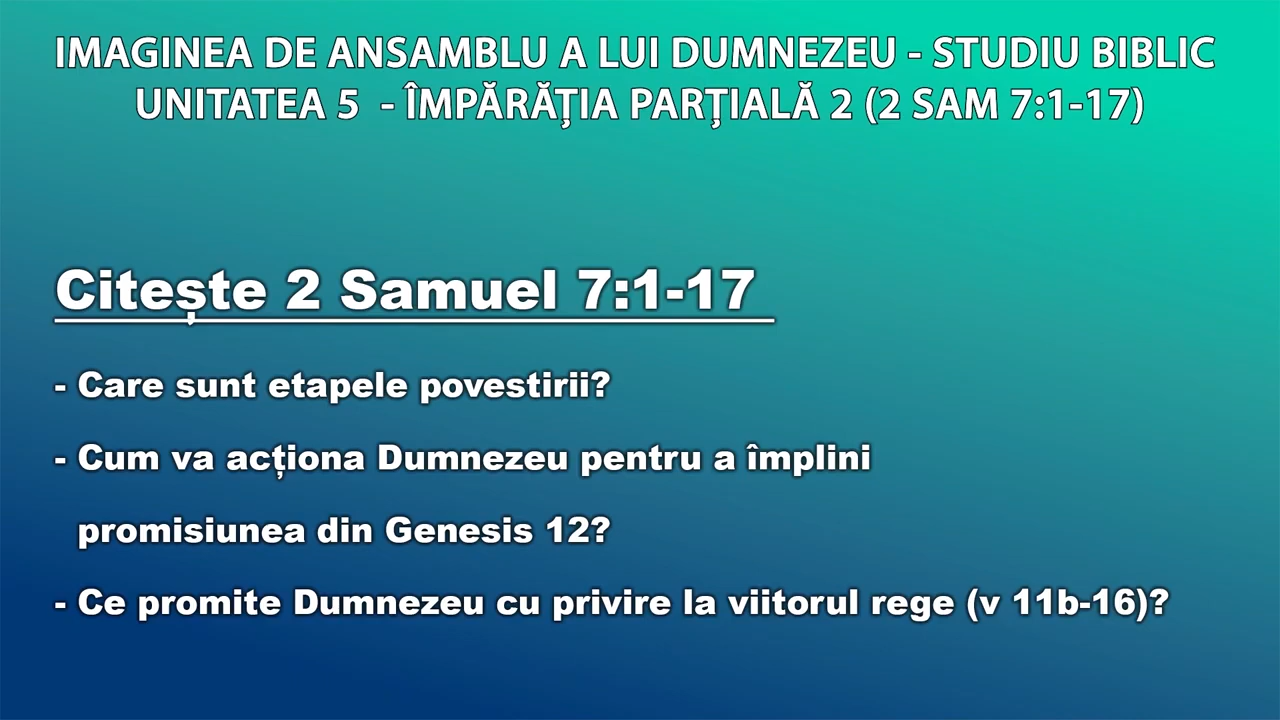 IMAGINEA DE ANSAMBLU A LUI DUMNEZEU - STUDIU BIBLIC
UNITATEA 5 - ÎMPĂRĂŢIA PARŢIALĂ 2 (2 SAM 7:1-17)
Citește 2 Samuel 7:1-17
- Care sunt etapele povestirii?
- Cum va acționa Dumnezeu pentru a împlini
promisiunea din Genesis 12?
- Ce promite Dumnezeu cu privire la viitorul rege (v 11b-16)?